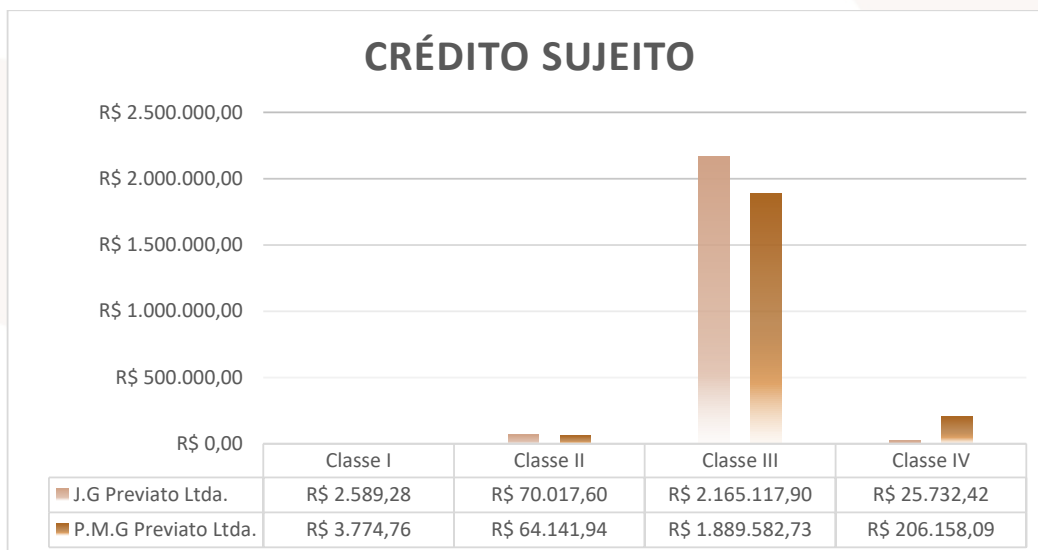 CRÉDITO SUJEITO
R$ 2.500.000,00
R$ 2.000.000,00
R$ 1.500.000,00
R$ 1.000.000,00
R$ 500.000,00
R$ 0,00
Classe I Classe II Classe III Classe IV
J.G Previato Ltda. R$ 2.589,28 R$ 70.017,60 R$ 2.165.117,90 R$ 25.732,42
P.M.G Previato Ltda. R$ 3.774,76 R$ 64.141,94 R$ 1.889.582,73 R$ 206.158,09